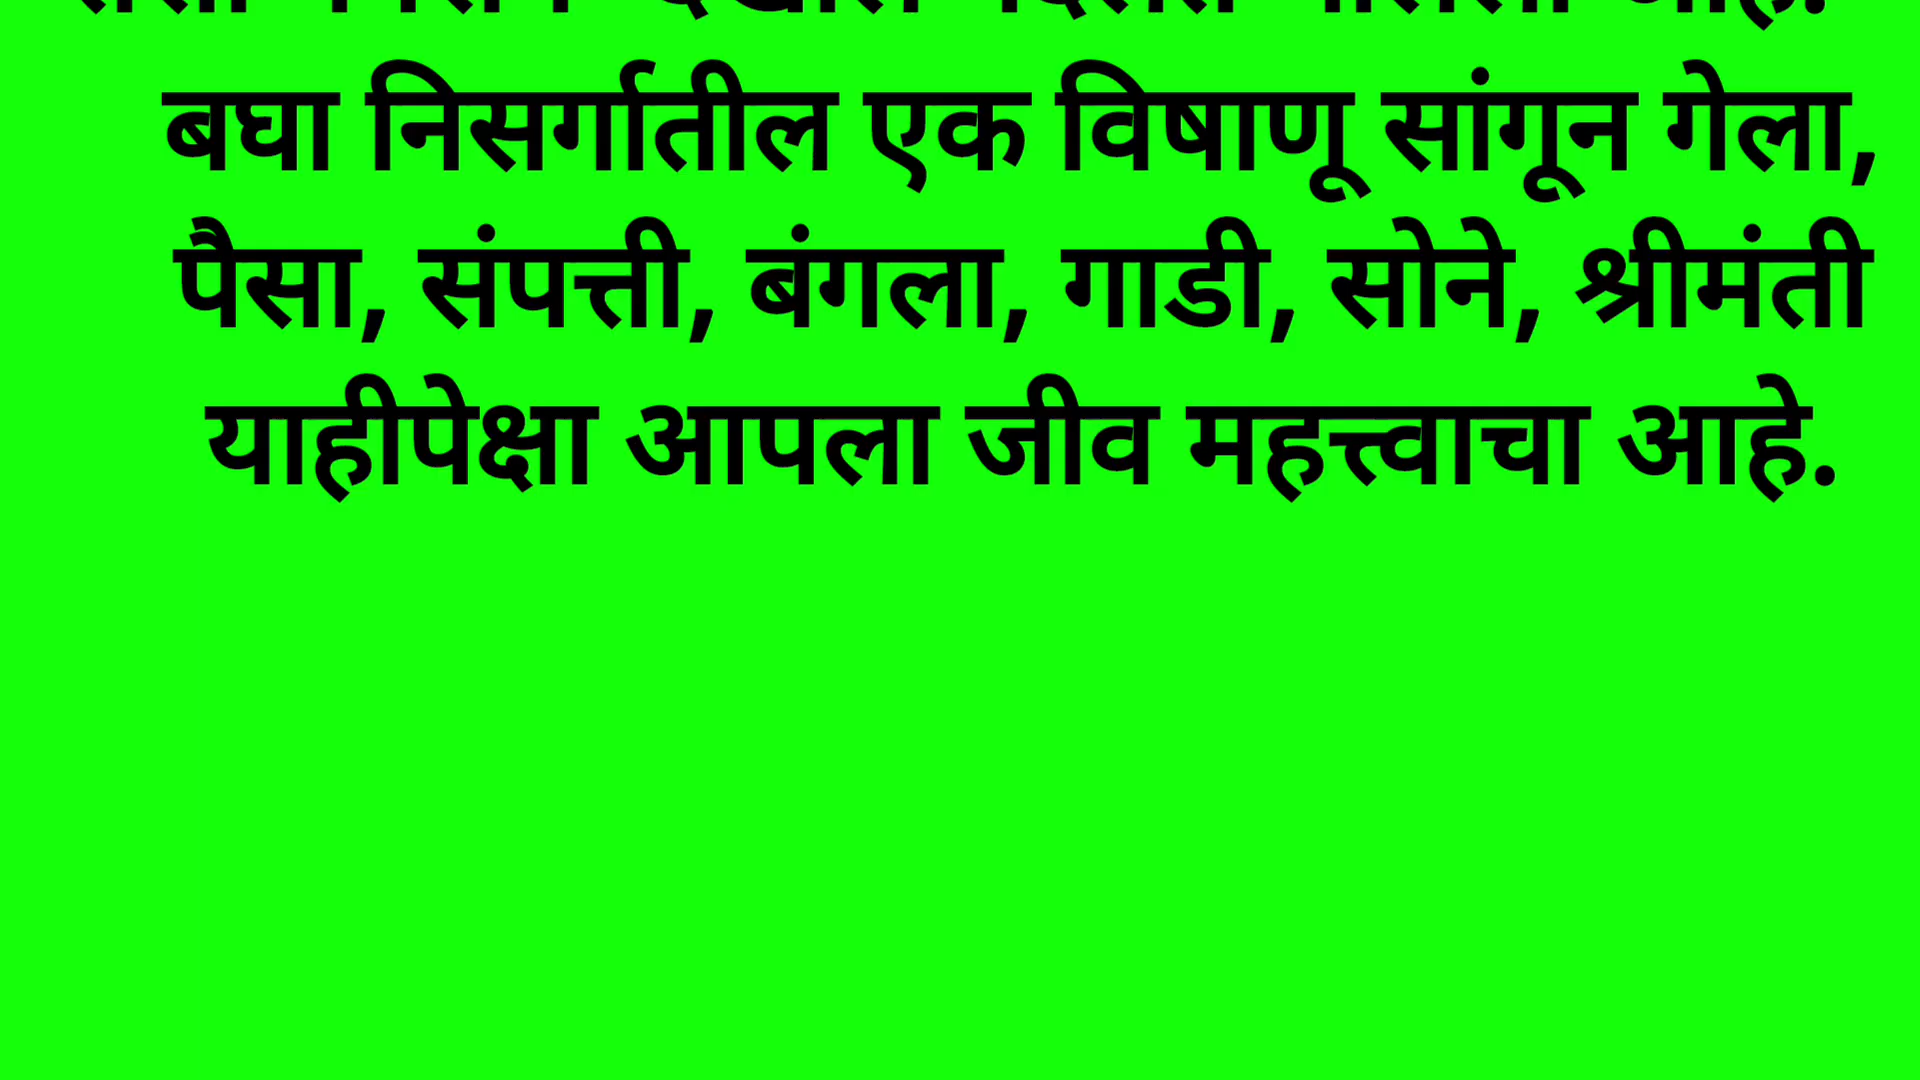 बघा निसर्गातील एक विषाणू सांगून गेला,
पैसा, संपत्ती, बंगला, गाडी, सोने, श्रीमंती
याहीपेक्षा आपला जीव महत्त्वाचा आहे.